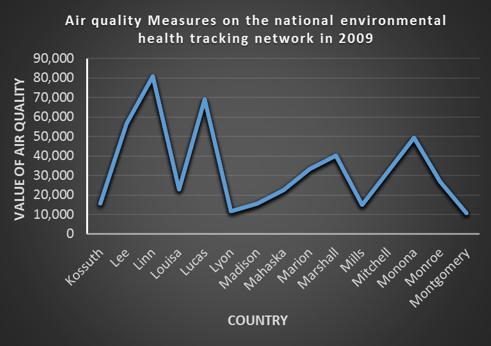 Air quality Measures on the national environmental
health tracking network in 2009
VALUE OF AIR QUALITY
90,000
80,000
70,000
60,000
50,000
40,000
30,000
20,000
10,000
0
Kossuth
Lee
Linn
Louisa
Lucas
Lyon
Madison
Mahaska
Marion
Marshall
Mills
Mitchell
Monona
Monroe
Montgomery
COUNTRY